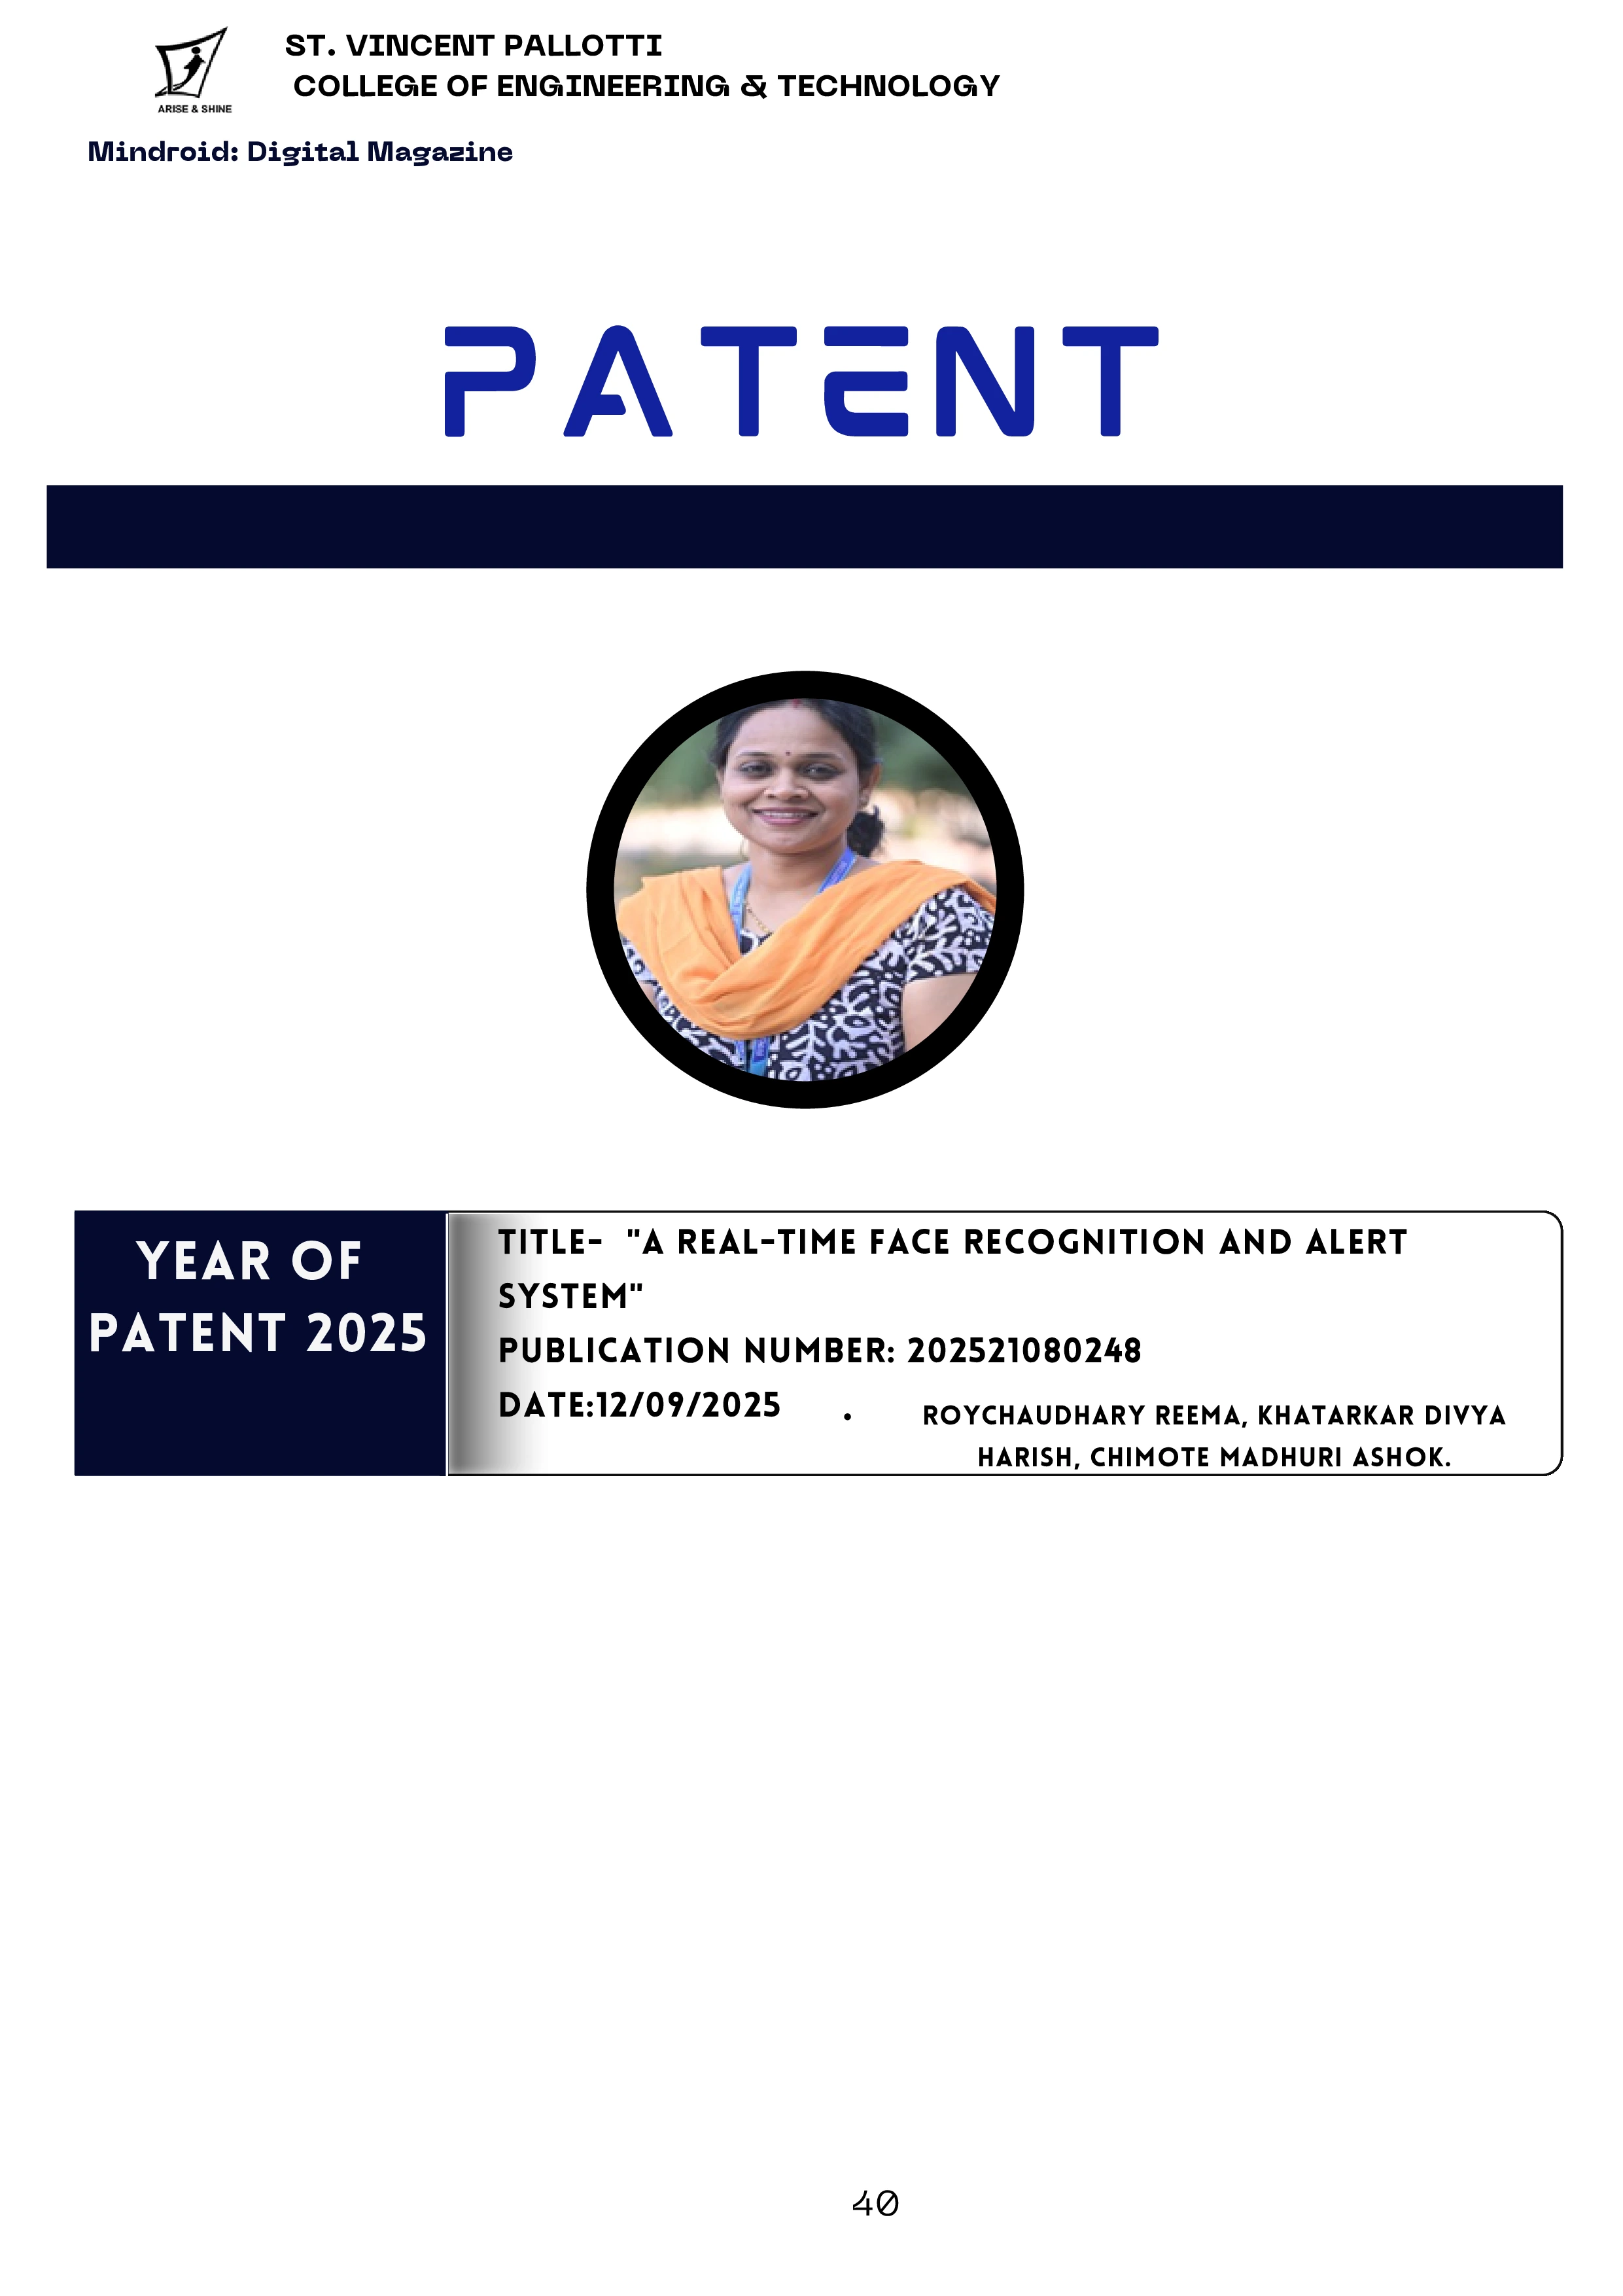 ARISE & SHINE
ST. VINCENT PALLOTTI
COLLEGE OF ENGINEERING & TECHNOLOGY
Mindroid: Digital Magazine
PATENT
YEAR OF
PATENT 2025
TITLE-  "A REAL-TIME FACE RECOGNITION AND ALERT
SYSTEM"
PUBLICATION NUMBER: 202521080248
DATE:12/09/2025
• ROYCHAUDHARY REEMA, KHATARKAR DIVYA
HARISH, CHIMOTE MADHURI ASHOK.
40